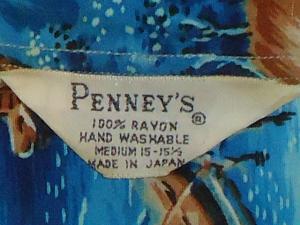 PENNEY'S ®
100% RAYON
HAND WASHABLE
MEDIUM 15-15½
MADE IN JAPAN